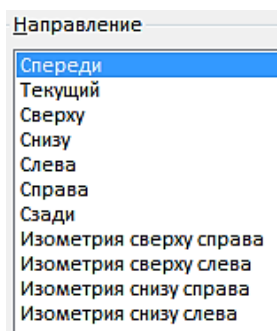 Направление
Спереди
Текущий
Сверху
Снизу
Слева
Справа
Сзади
Изометрия сверху справа
Изометрия сверху слева
Изометрия снизу справа
Изометрия снизу слева